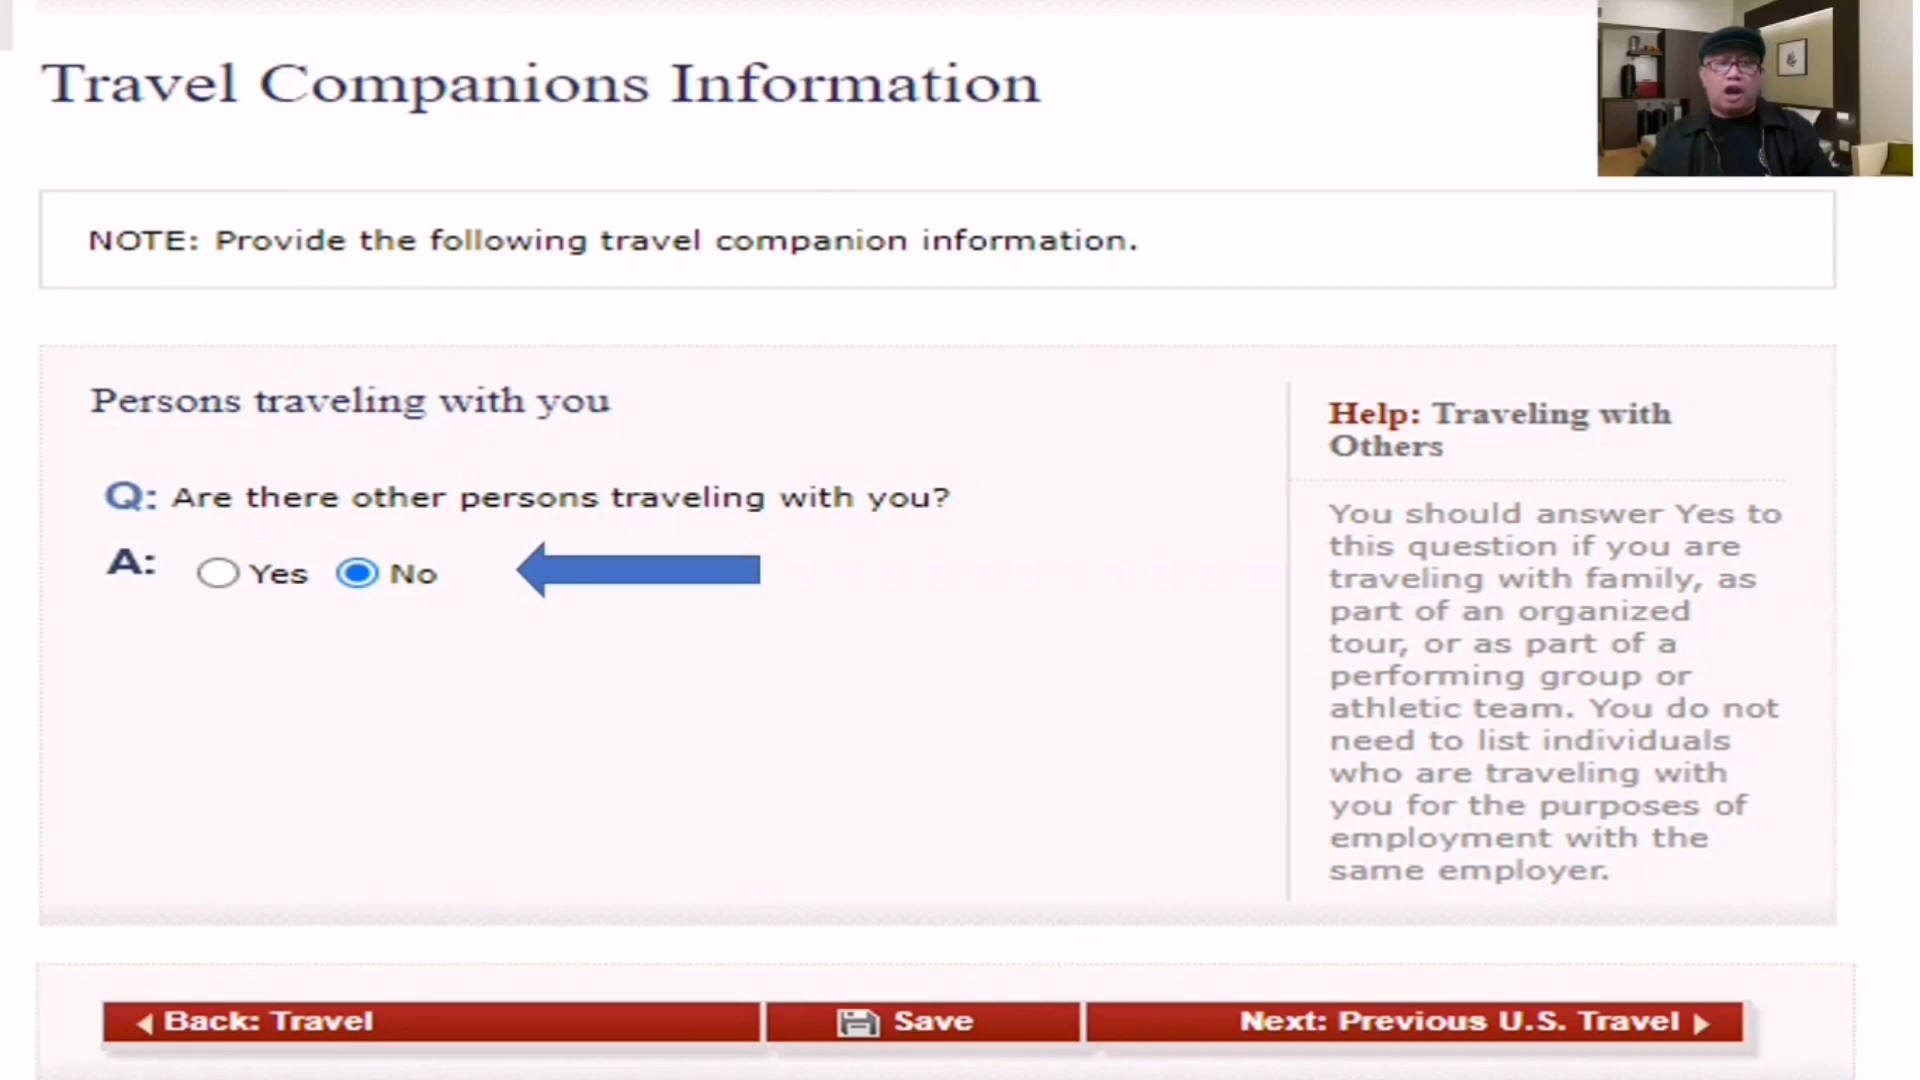 Travel Companions Information
NOTE: Provide the following travel companion information.
Persons traveling with you
Q: Are there other persons traveling with you?
A: Yes No
Help: Traveling with
Others
You should answer Yes to
this question if you are
traveling with family, as
part of an organized
tour, or as part of a
performing group or
athletic team. You do not
need to list individuals
who are traveling with
you for the purposes of
employment with the
same employer.
Back: Travel
Save
Next: Previous U.S. Travel